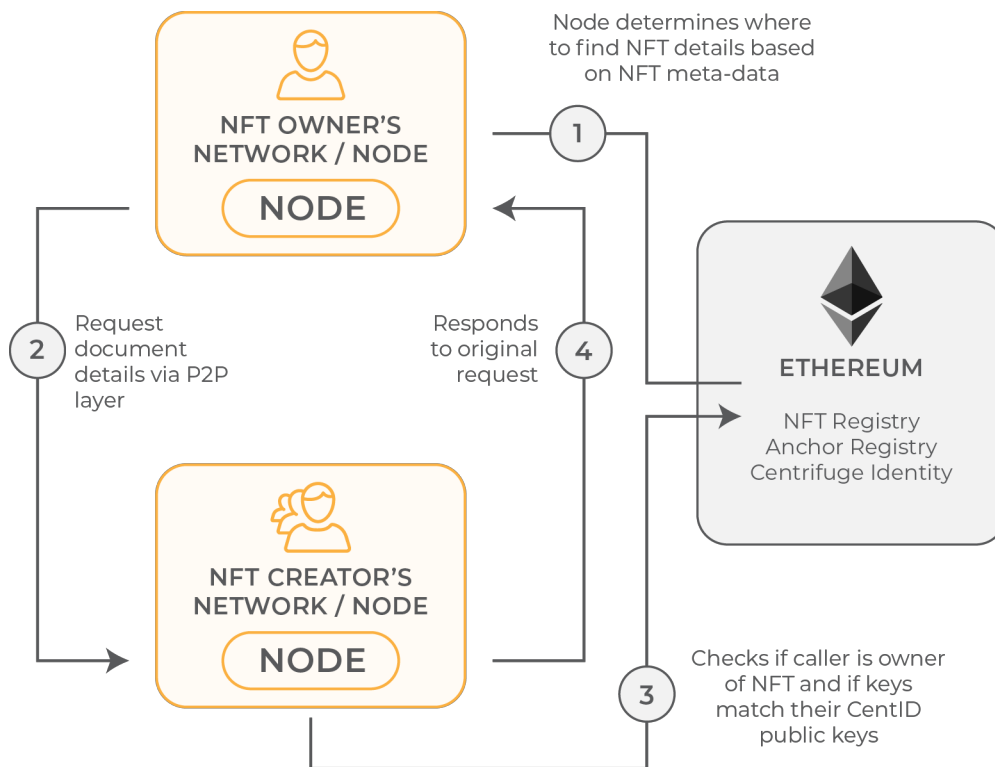 Node determines where
to find NFT details based
on NFT meta-data
1
NFT OWNER’S
NETWORK / NODE
NODE
2
Request
document
details via P2P
layer
Responds
to original
request
4
ETHEREUM
NFT Registry
Anchor Registry
Centrifuge Identity
NFT CREATOR’S
NETWORK / NODE
NODE
3
Checks if caller is owner
of NFT and if keys
match their CentID
public keys